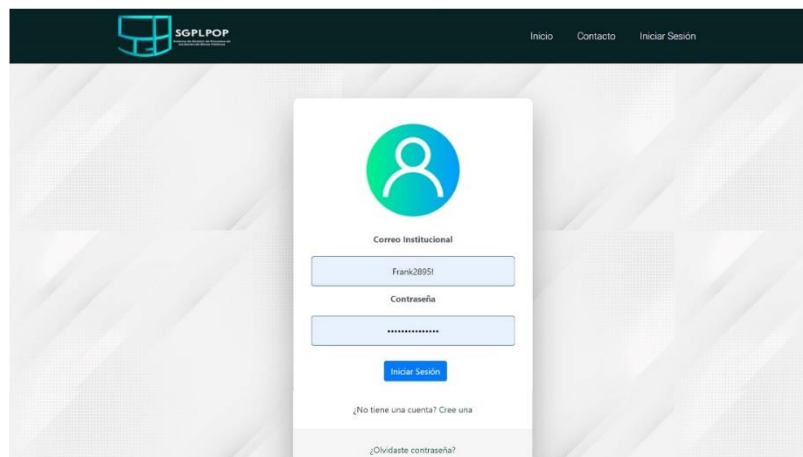 SGPLPOP
Inicio
Contacto
Iniciar Sesión
Correo Institucional
Frank2895!
Contraseña
Iniciar Sesión
¿No tiene una cuenta? Cree una
¿Olvidaste contraseña?